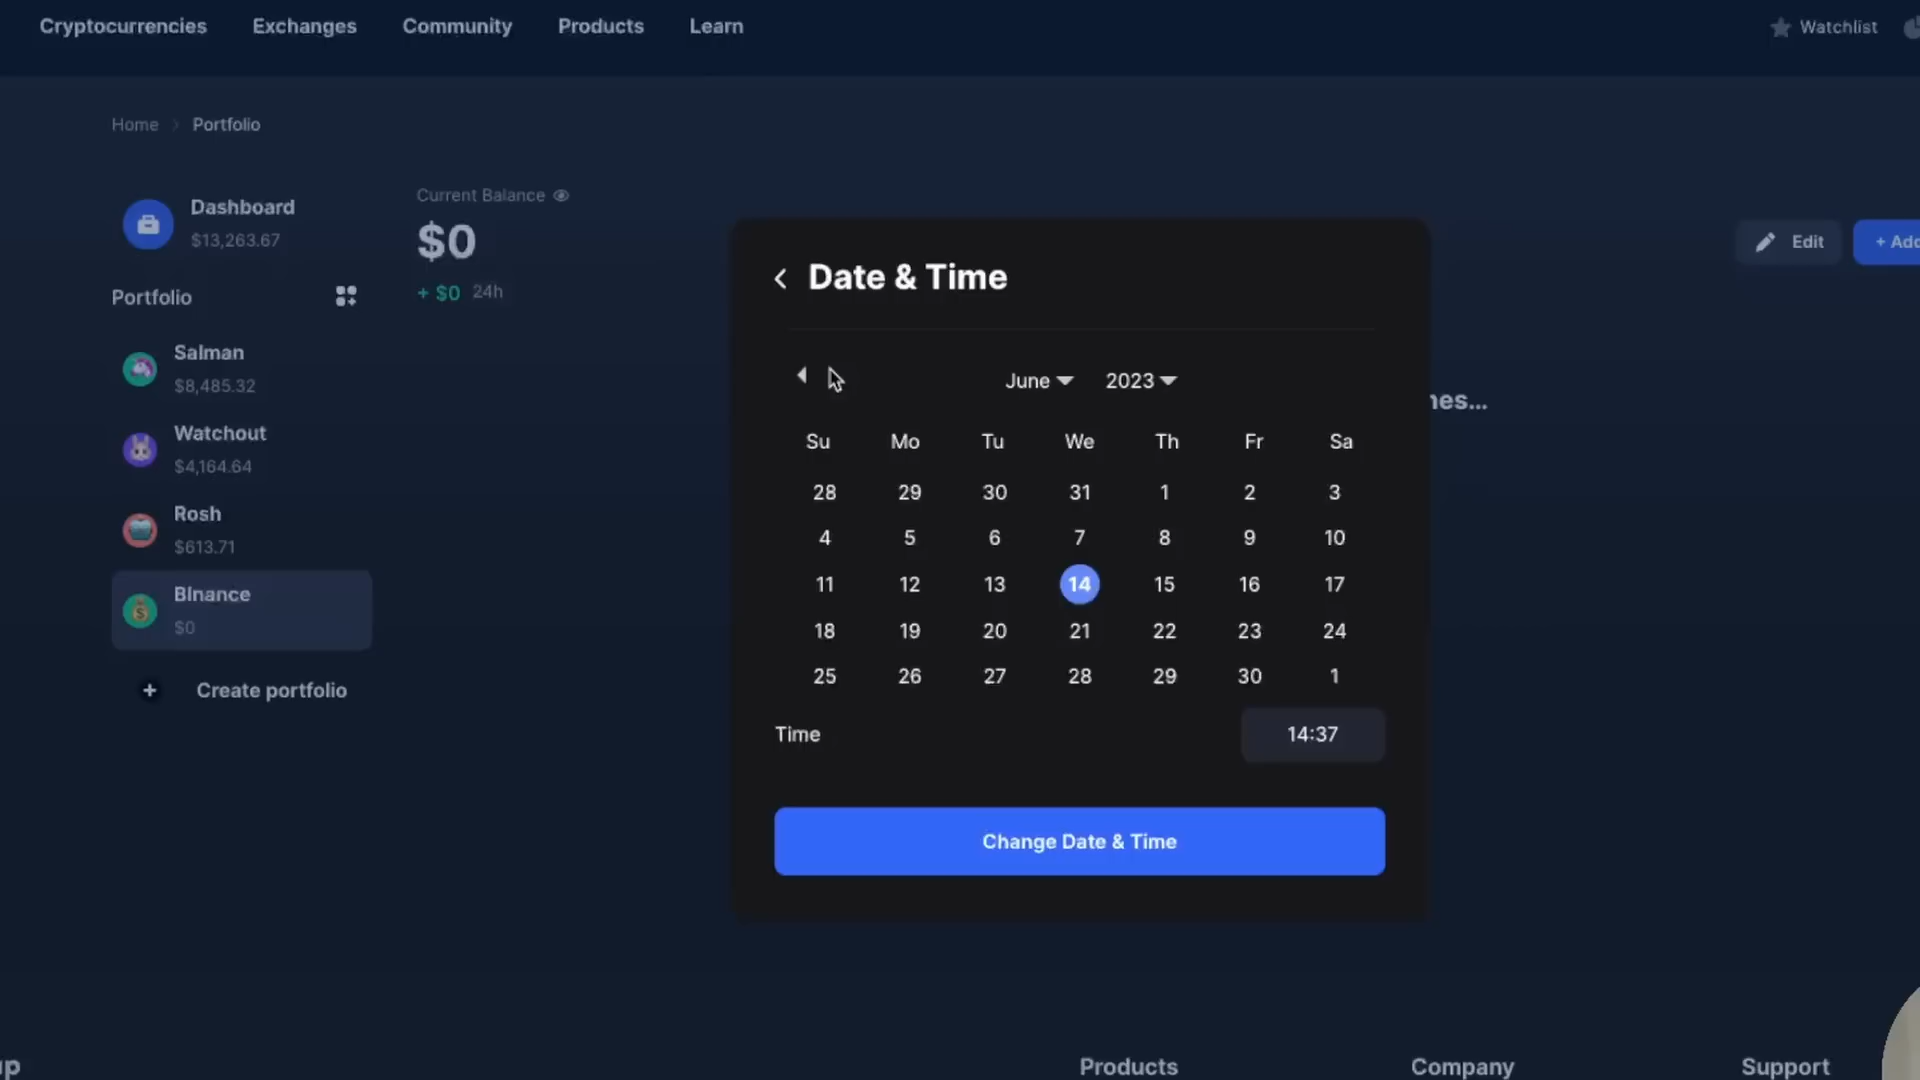 Cryptocurrencies Exchanges Community Products Learn Watchlist
Home > Portfolio
Dashboard
$13,263.67
Current Balance
$0
+ $0 24h
Portfolio
Salman
$8,485.32
Watchout
$4,164.64
Rosh
$613.71
BInance
$0
+ Create portfolio
Edit
+ Add
Date & Time
June 2023
Su Mo Tu We Th Fr Sa
28 29 30 31 1 2 3
4 5 6 7 8 9 10
11 12 13 14 15 16 17
18 19 20 21 22 23 24
25 26 27 28 29 30 1
Time 14:37
Change Date & Time
Products Company Support